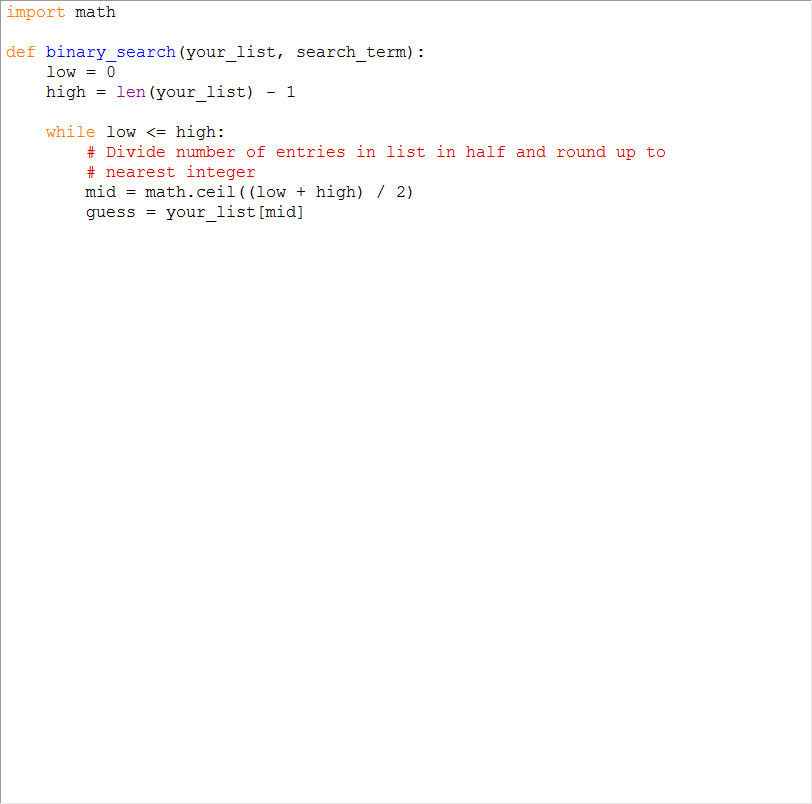 import math

def binary_search(your_list, search_term):
    low = 0
    high = len(your_list) - 1

    while low <= high:
        # Divide number of entries in list in half and round up to
        # nearest integer
        mid = math.ceil((low + high) / 2)
        guess = your_list[mid]